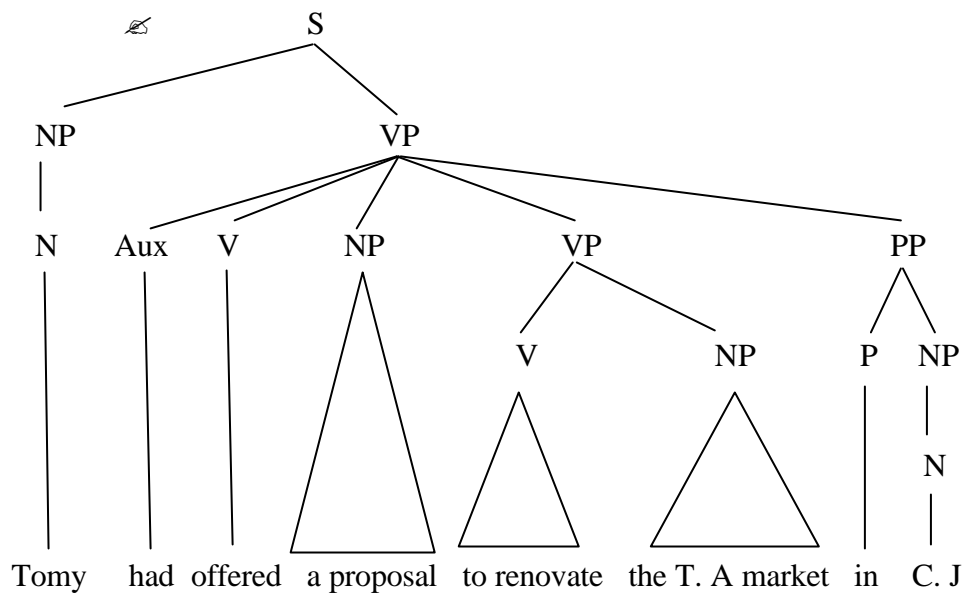 S
NP VP
N Aux V NP VP PP
V NP P NP
N
Tomy had offered a proposal to renovate the T. A market in C. J